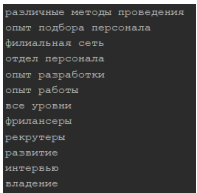 различные методы проведения
опыт подбора персонала
филиальная сеть
отдел персонала
опыт разработки
опыт работы
все уровни
фрилансеры
рекрутеры
развитие
интервью
владение